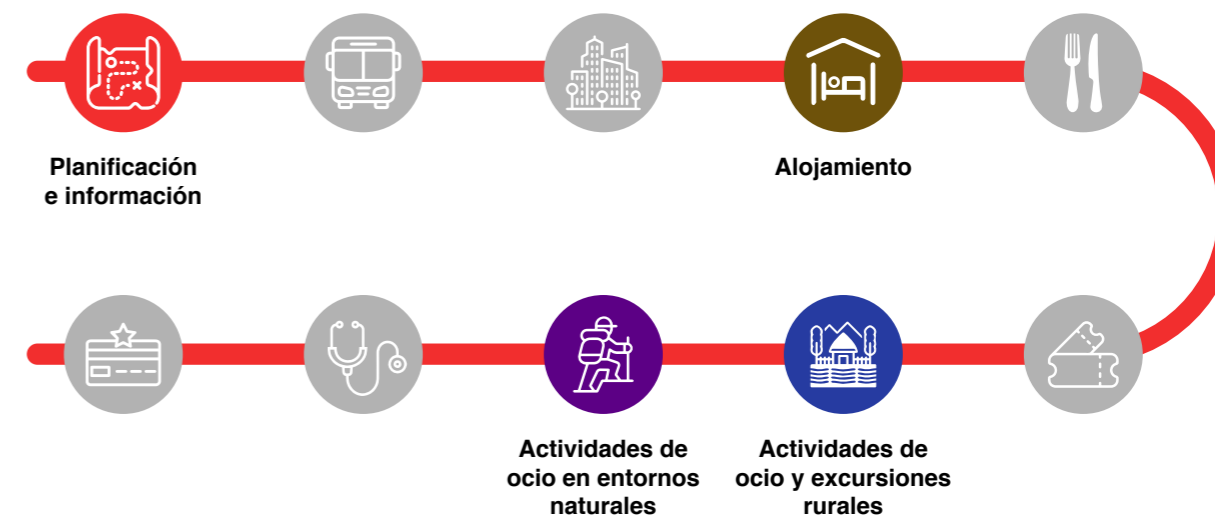 Planificación
e información
Alojamiento
Actividades de
ocio en entornos
naturales
Actividades de
ocio y excursiones
rurales